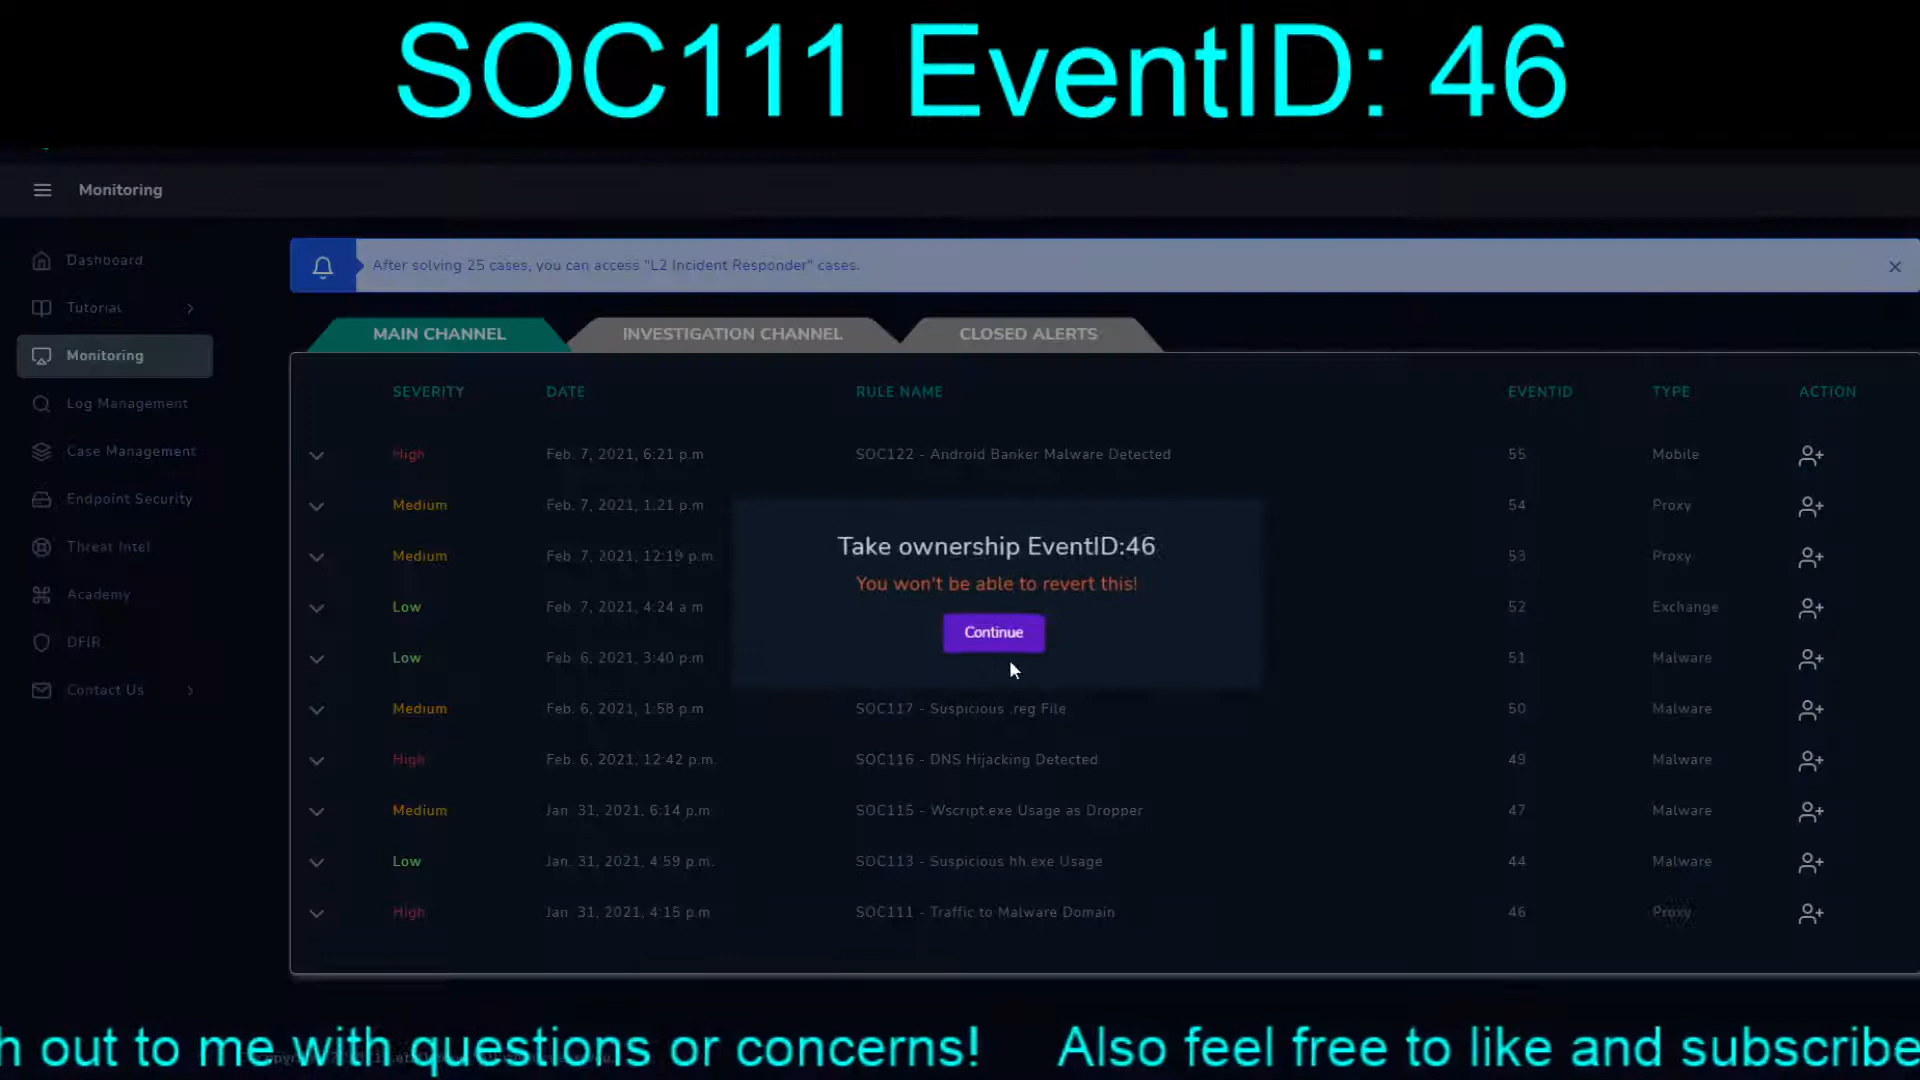 SOC111 EventID: 46
Monitoring
Dashboard
Tutorial
Monitoring
Log Management
Case Management
Endpoint Security
Threat Intel
Academy
DFIR
Contact Us
After solving 25 cases, you can access "L2 Incident Responder" cases.
MAIN CHANNEL INVESTIGATION CHANNEL CLOSED ALERTS
SEVERITY DATE RULE NAME EVENTID TYPE ACTION
High Feb. 7, 2021, 6:21 p.m SOC122 - Android Banker Malware Detected 55 Mobile
Medium Feb. 7, 2021, 1:21 p.m 54 Proxy
Medium Feb. 7, 2021, 12:19 p.m. 53 Proxy
Low Feb. 7, 2021, 4:24 a m 52 Exchange
Low Feb. 6, 2021, 3:40 p.m 51 Malware
Medium Feb. 6, 2021, 1:58 p.m SOC117 - Suspicious .reg File 50 Malware
High Feb. 6, 2021, 12:42 p.m. SOC116 - DNS Hijacking Detected 49 Malware
Medium Jan. 31, 2021, 6:14 p.m SOC115 - Wscript.exe Usage as Dropper 47 Malware
Low Jan. 31, 2021, 4:59 p.m. SOC113 - Suspicious hh.exe Usage 44 Malware
High Jan. 31, 2021, 4:15 p.m SOC111 - Traffic to Malware Domain 46 Proxy
Take ownership EventID:46
You won't be able to revert this!
Continue
h out to me with questions or concerns! Also feel free to like and subscribe